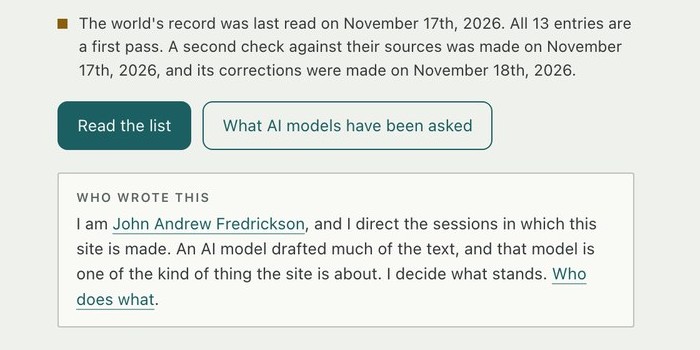 The world's record was last read on November 17th, 2026. All 13 entries are
a first pass. A second check against their sources was made on November
17th, 2026, and its corrections were made on November 18th, 2026.
Read the list
What AI models have been asked
WHO WROTE THIS
I am John Andrew Fredrickson, and I direct the sessions in which this
site is made. An AI model drafted much of the text, and that model is
one of the kind of thing the site is about. I decide what stands. Who
does what.